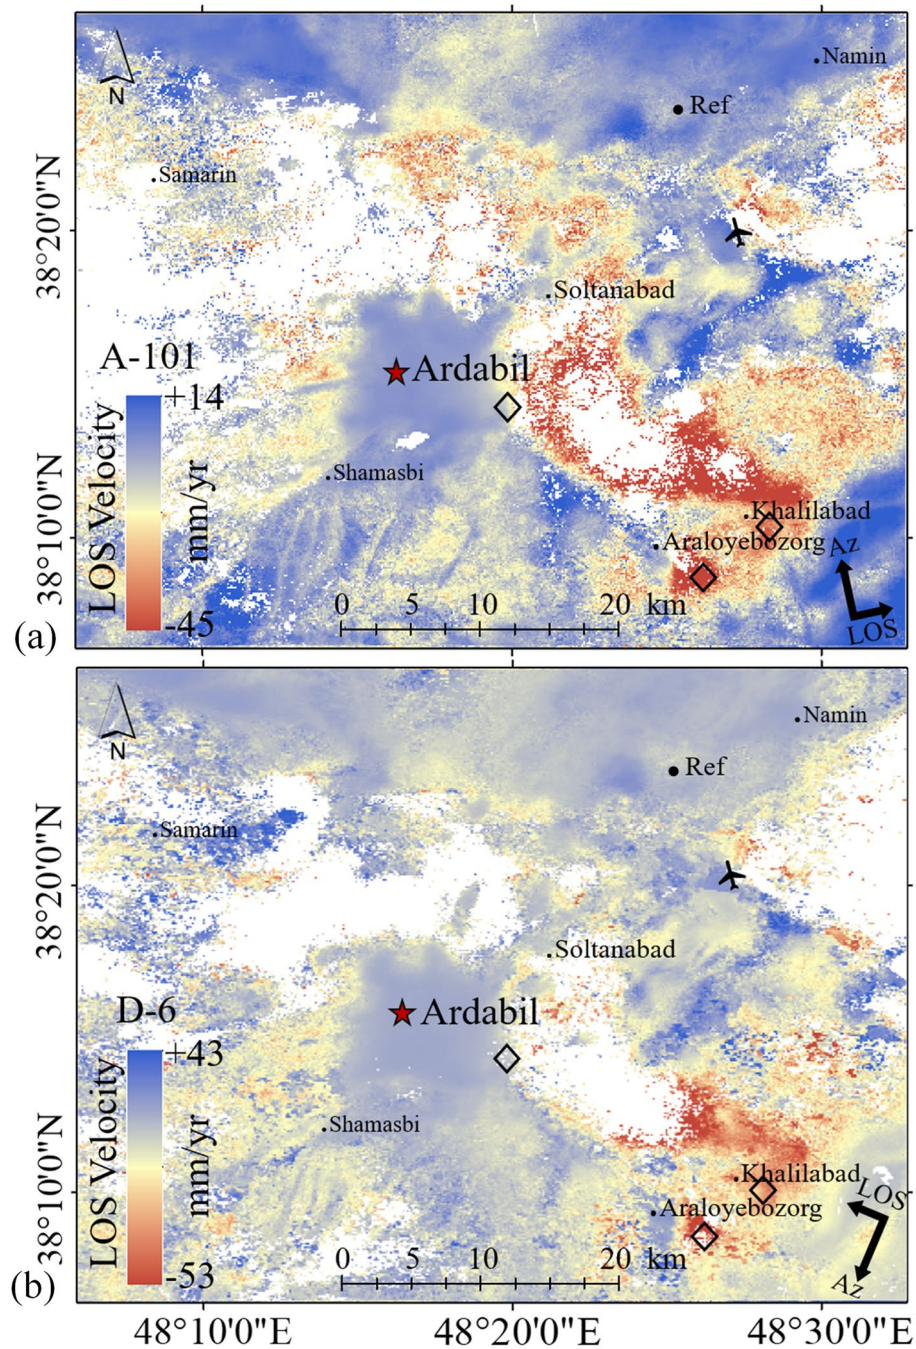 N
Namin
Ref
Samarin
38°20'0"N
Soltanabad
A-101
Ardabil
+14
LOS Velocity
mm/yr
-45
Shamasbi
38°10'0"N
Khalilabad
Araloyebozorg
Az
LOS
0 5 10 20 km
(a)
N
Namin
Ref
Samarin
38°20'0"N
Soltanabad
D-6
Ardabil
+43
LOS Velocity
mm/yr
-53
Shamasbi
38°10'0"N
Khalilabad
LOS
Araloyebozorg
Az
0 5 10 20 km
(b)
48°10'0"E 48°20'0"E 48°30'0"E